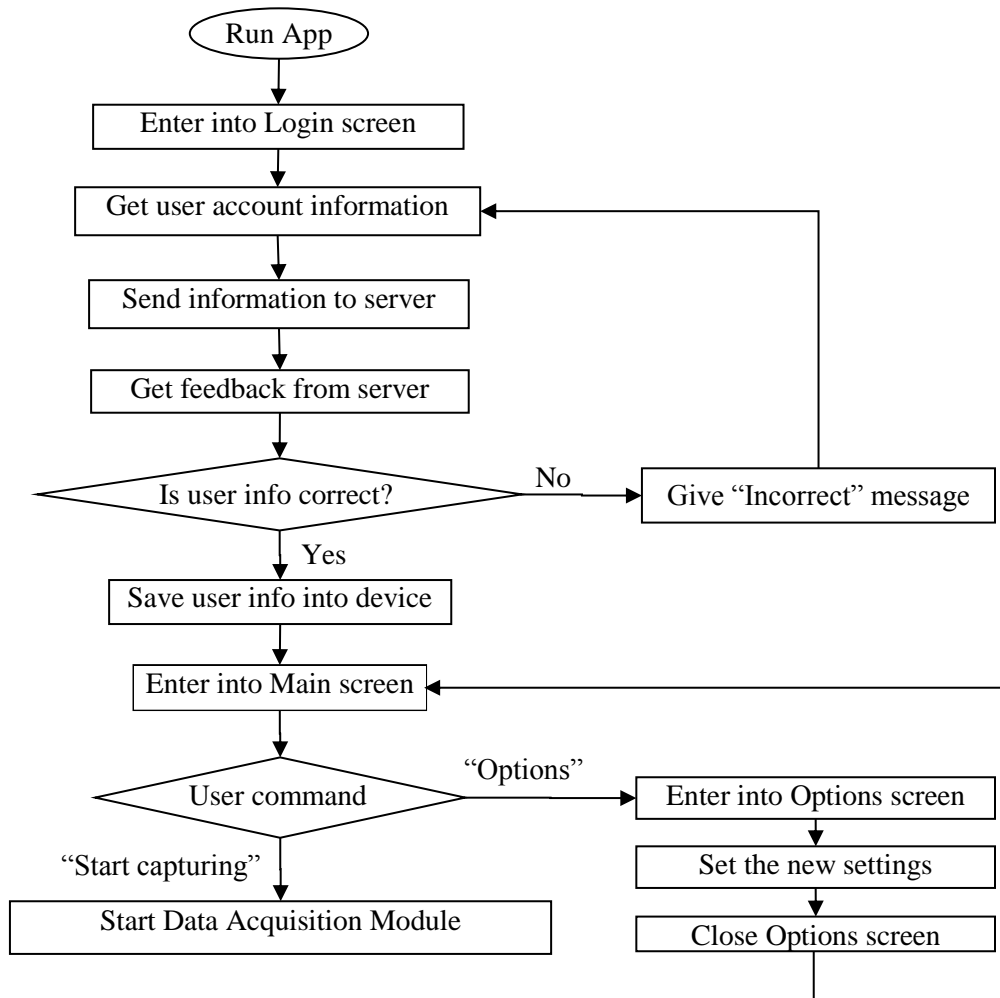 Run App
Enter into Login screen
Get user account information
Send information to server
Get feedback from server
Is user info correct?
No
Give “Incorrect” message
Yes
Save user info into device
Enter into Main screen
User command
“Options”
Enter into Options screen
Set the new settings
Close Options screen
“Start capturing”
Start Data Acquisition Module